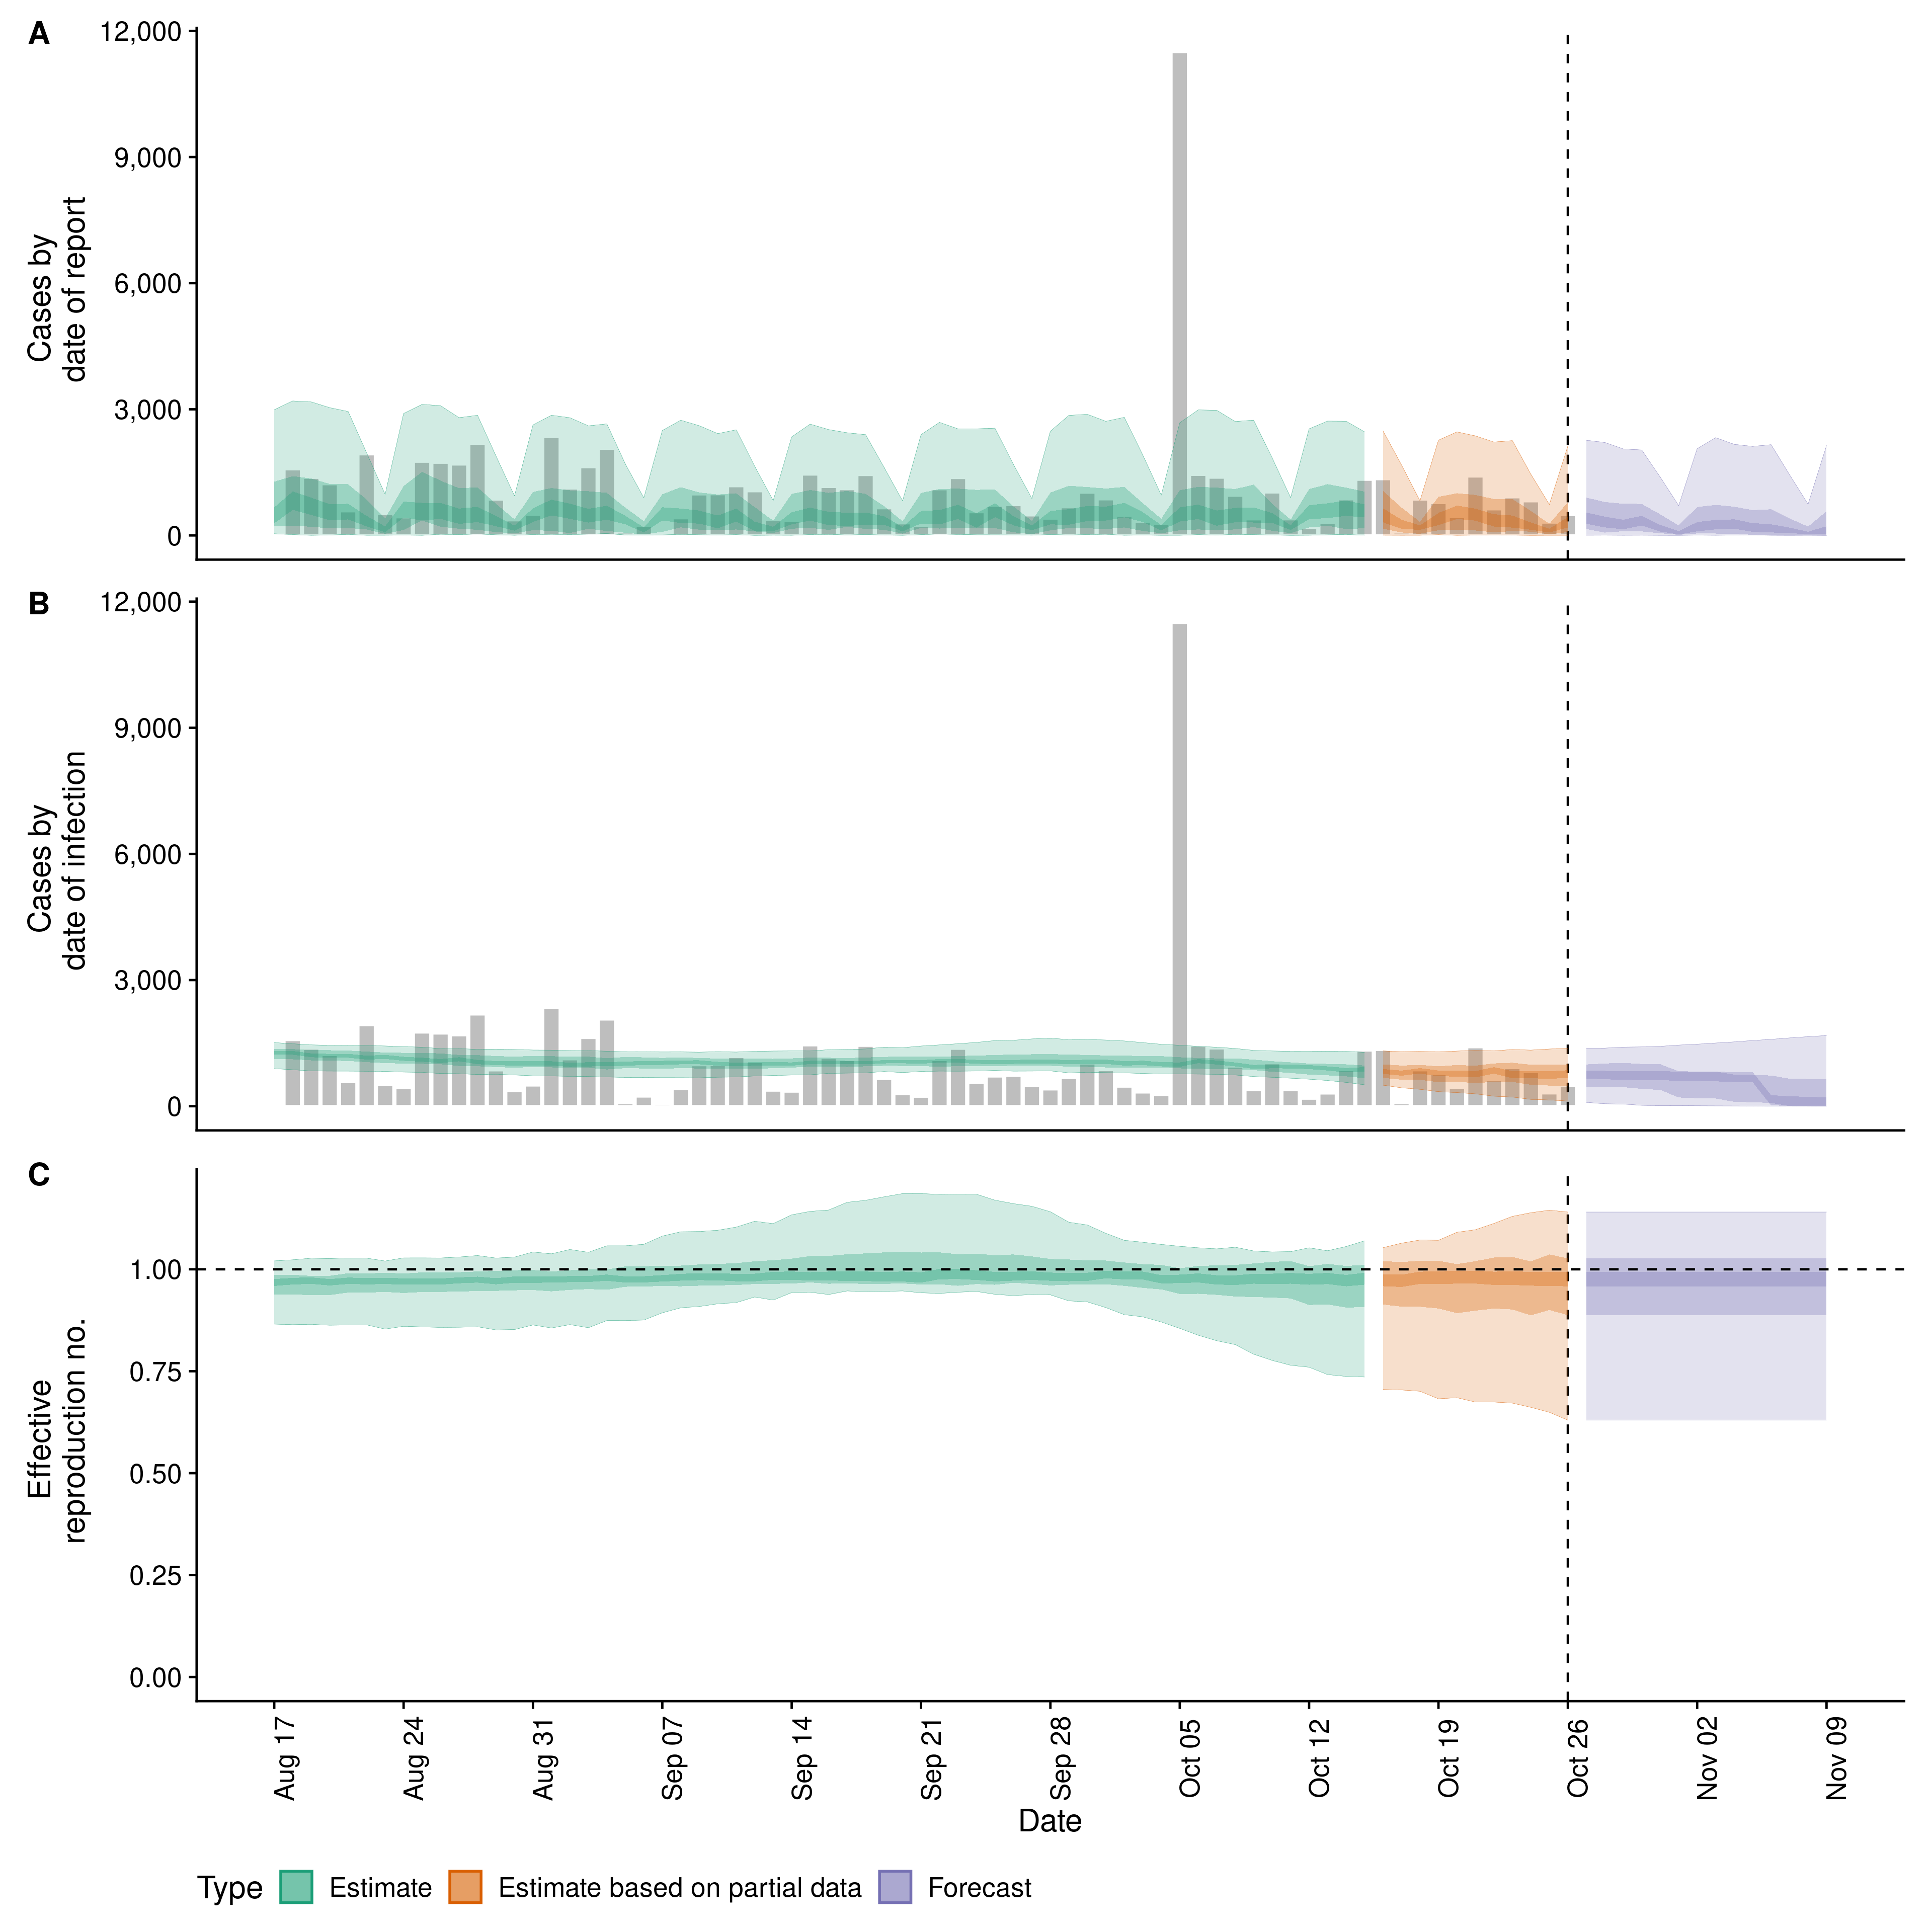 A
12,000
9,000
6,000
3,000
0
Cases by
date of report
B
12,000
9,000
6,000
3,000
0
Cases by
date of infection
C
1.00
0.75
0.50
0.25
0.00
Effective
reproduction no.
Aug 17
Aug 24
Aug 31
Sep 07
Sep 14
Sep 21
Sep 28
Oct 05
Oct 12
Oct 19
Oct 26
Nov 02
Nov 09
Date
Type Estimate Estimate based on partial data Forecast